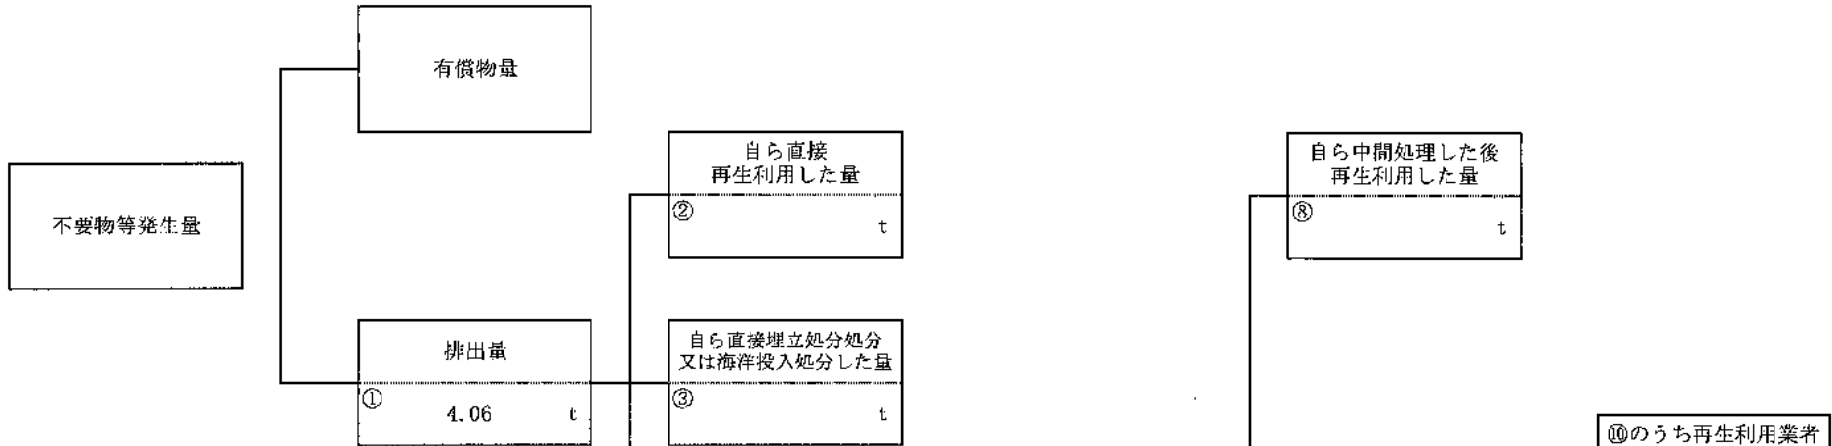 有償物量
自ら直接
再生利用した量
②
t
自ら中間処理した後
再生利用した量
⑧
t
不要物等発生量
排出量
①
4.06 t
自ら直接埋立処分処分
又は海洋投入処分した量
③
t
⑩のうち再生利用業者